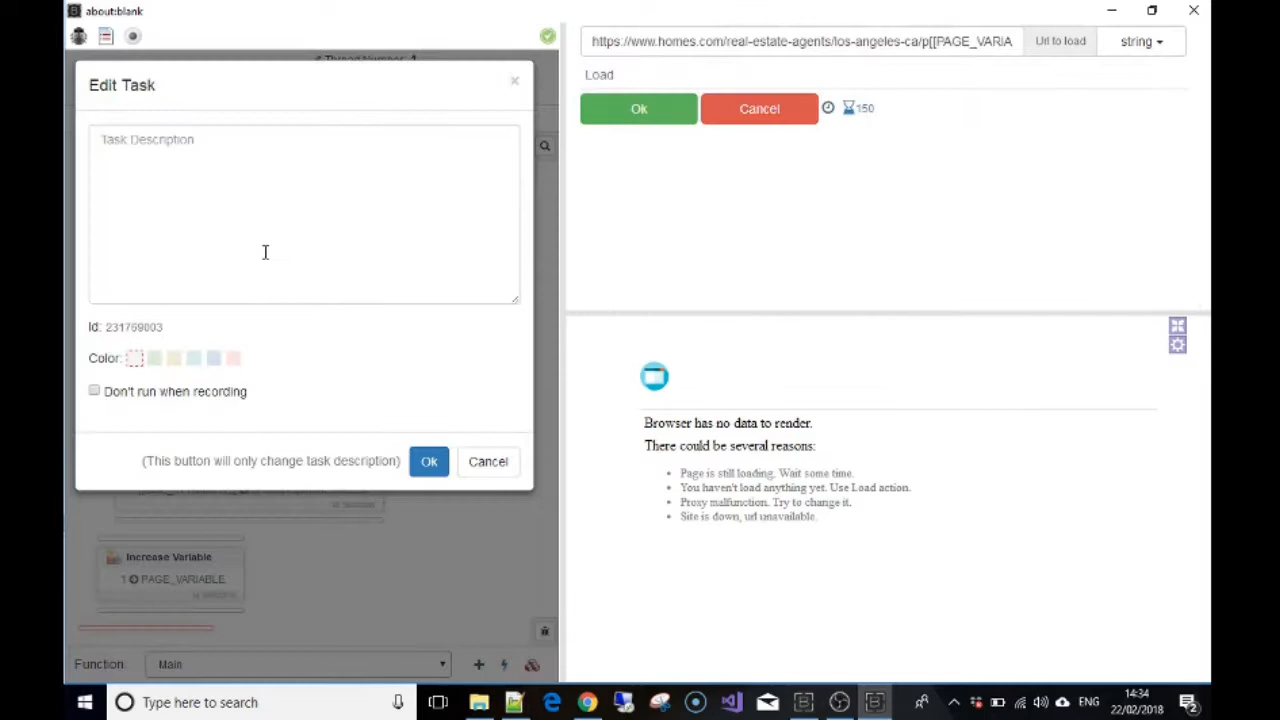 about:blank
https://www.homes.com/real-estate-agents/los-angeles-ca/p[[PAGE_VARIA
Url to load
string
Load
Ok
Cancel
150
Edit Task
×
Task Description
Id: 231769003
Color:
Don't run when recording
(This button will only change task description)
Ok
Cancel
Increase Variable
1 PAGE_VARIABLE
Function:
Main
Browser has no data to render.
There could be several reasons:
Page is still loading. Wait some time.
You haven't load anything yet. Use Load action.
Proxy malfunction. Try to change it.
Site is down, url unavailable.
Type here to search
ENG
14:34
22/02/2018
2